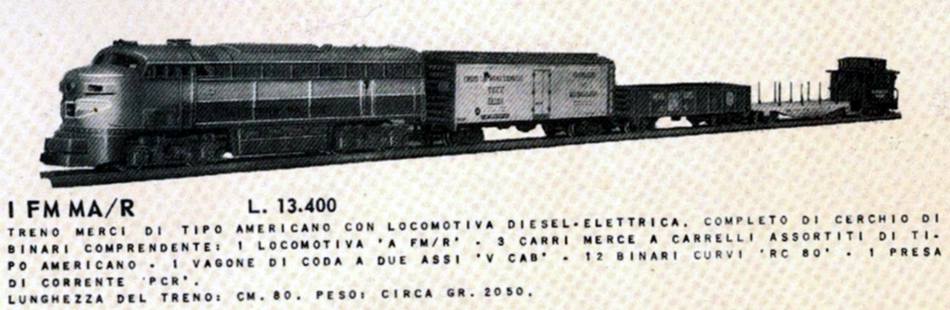 I FM MA/R L. 13.400
TRENO MERCI DI TIPO AMERICANO CON LOCOMOTIVA DIESEL-ELETTRICA, COMPLETO DI CERCHIO DI
BINARI COMPRENDENTE: 1 LOCOMOTIVA 'A FM/R' - 3 CARRI MERCE A CARRELLI ASSORTITI DI TI-
PO AMERICANO - 1 VAGONE DI CODA A DUE ASSI 'V CAB' - 12 BINARI CURVI 'RC 80' - 1 PRESA
DI CORRENTE 'PCR'.
LUNGHEZZA DEL TRENO: CM. 80. PESO: CIRCA GR. 2050.